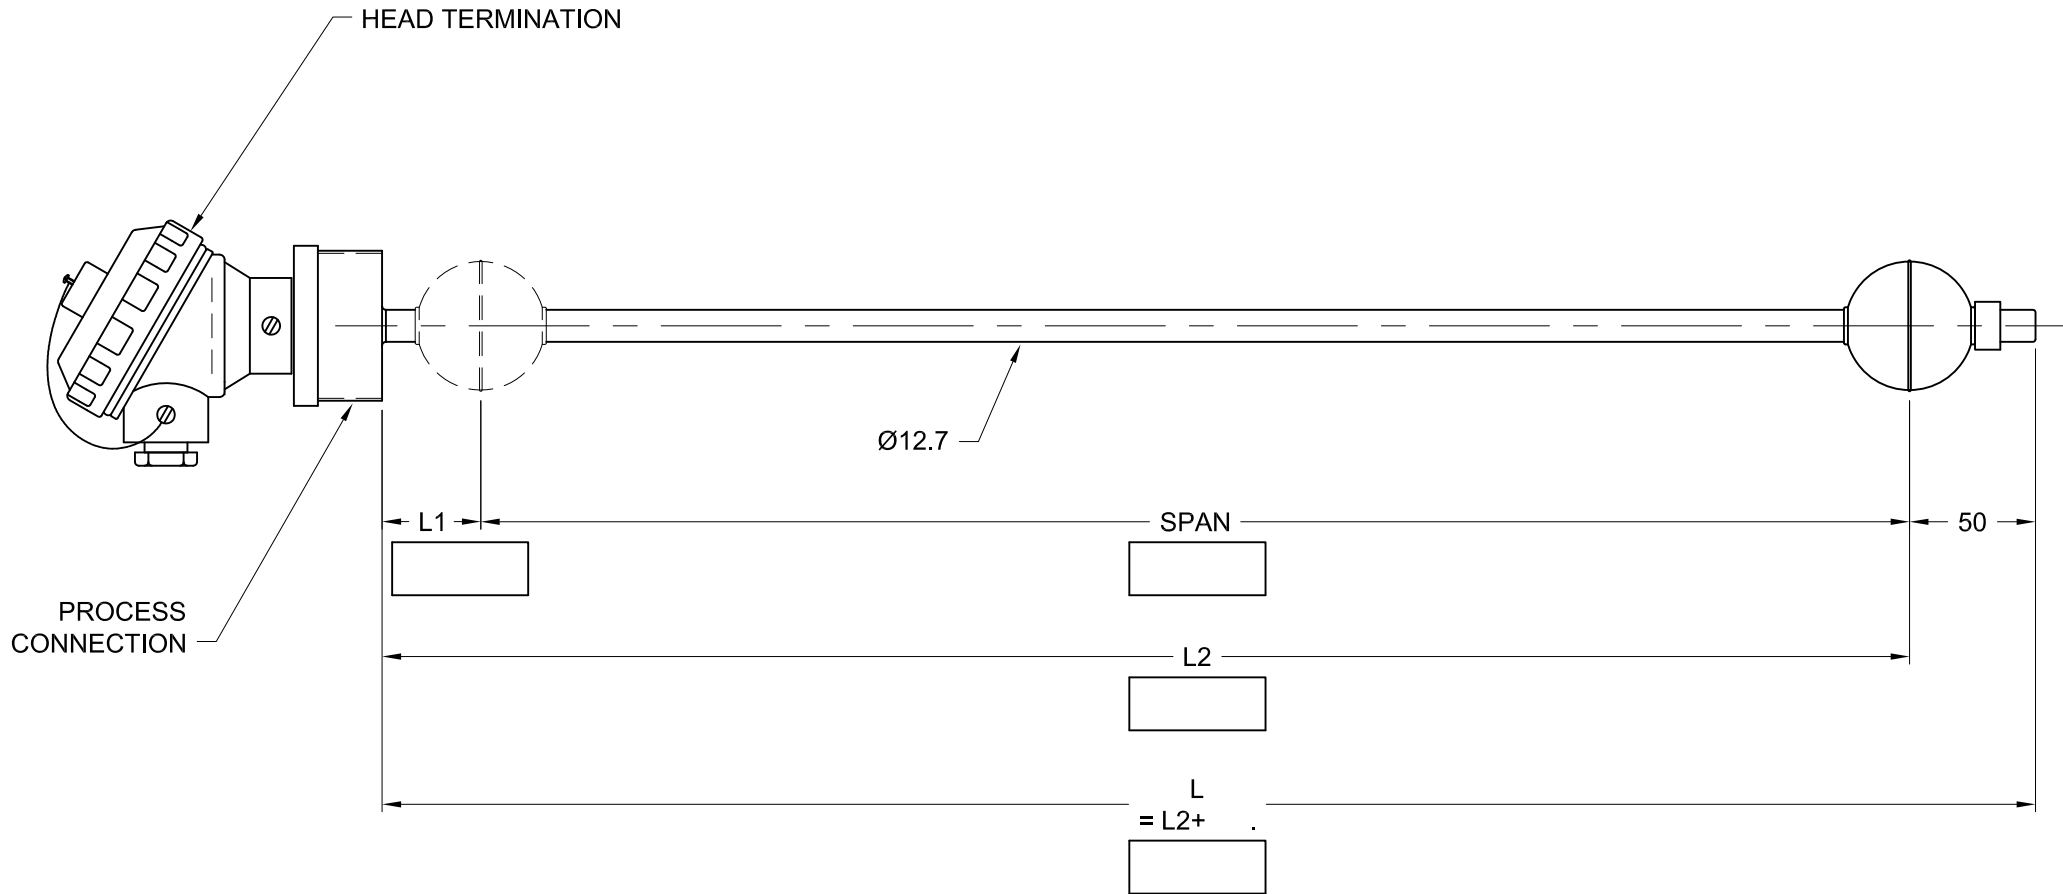 HEAD TERMINATION
Ø12.7
L1
SPAN
50
PROCESS
CONNECTION
L2
L
= L2+ .